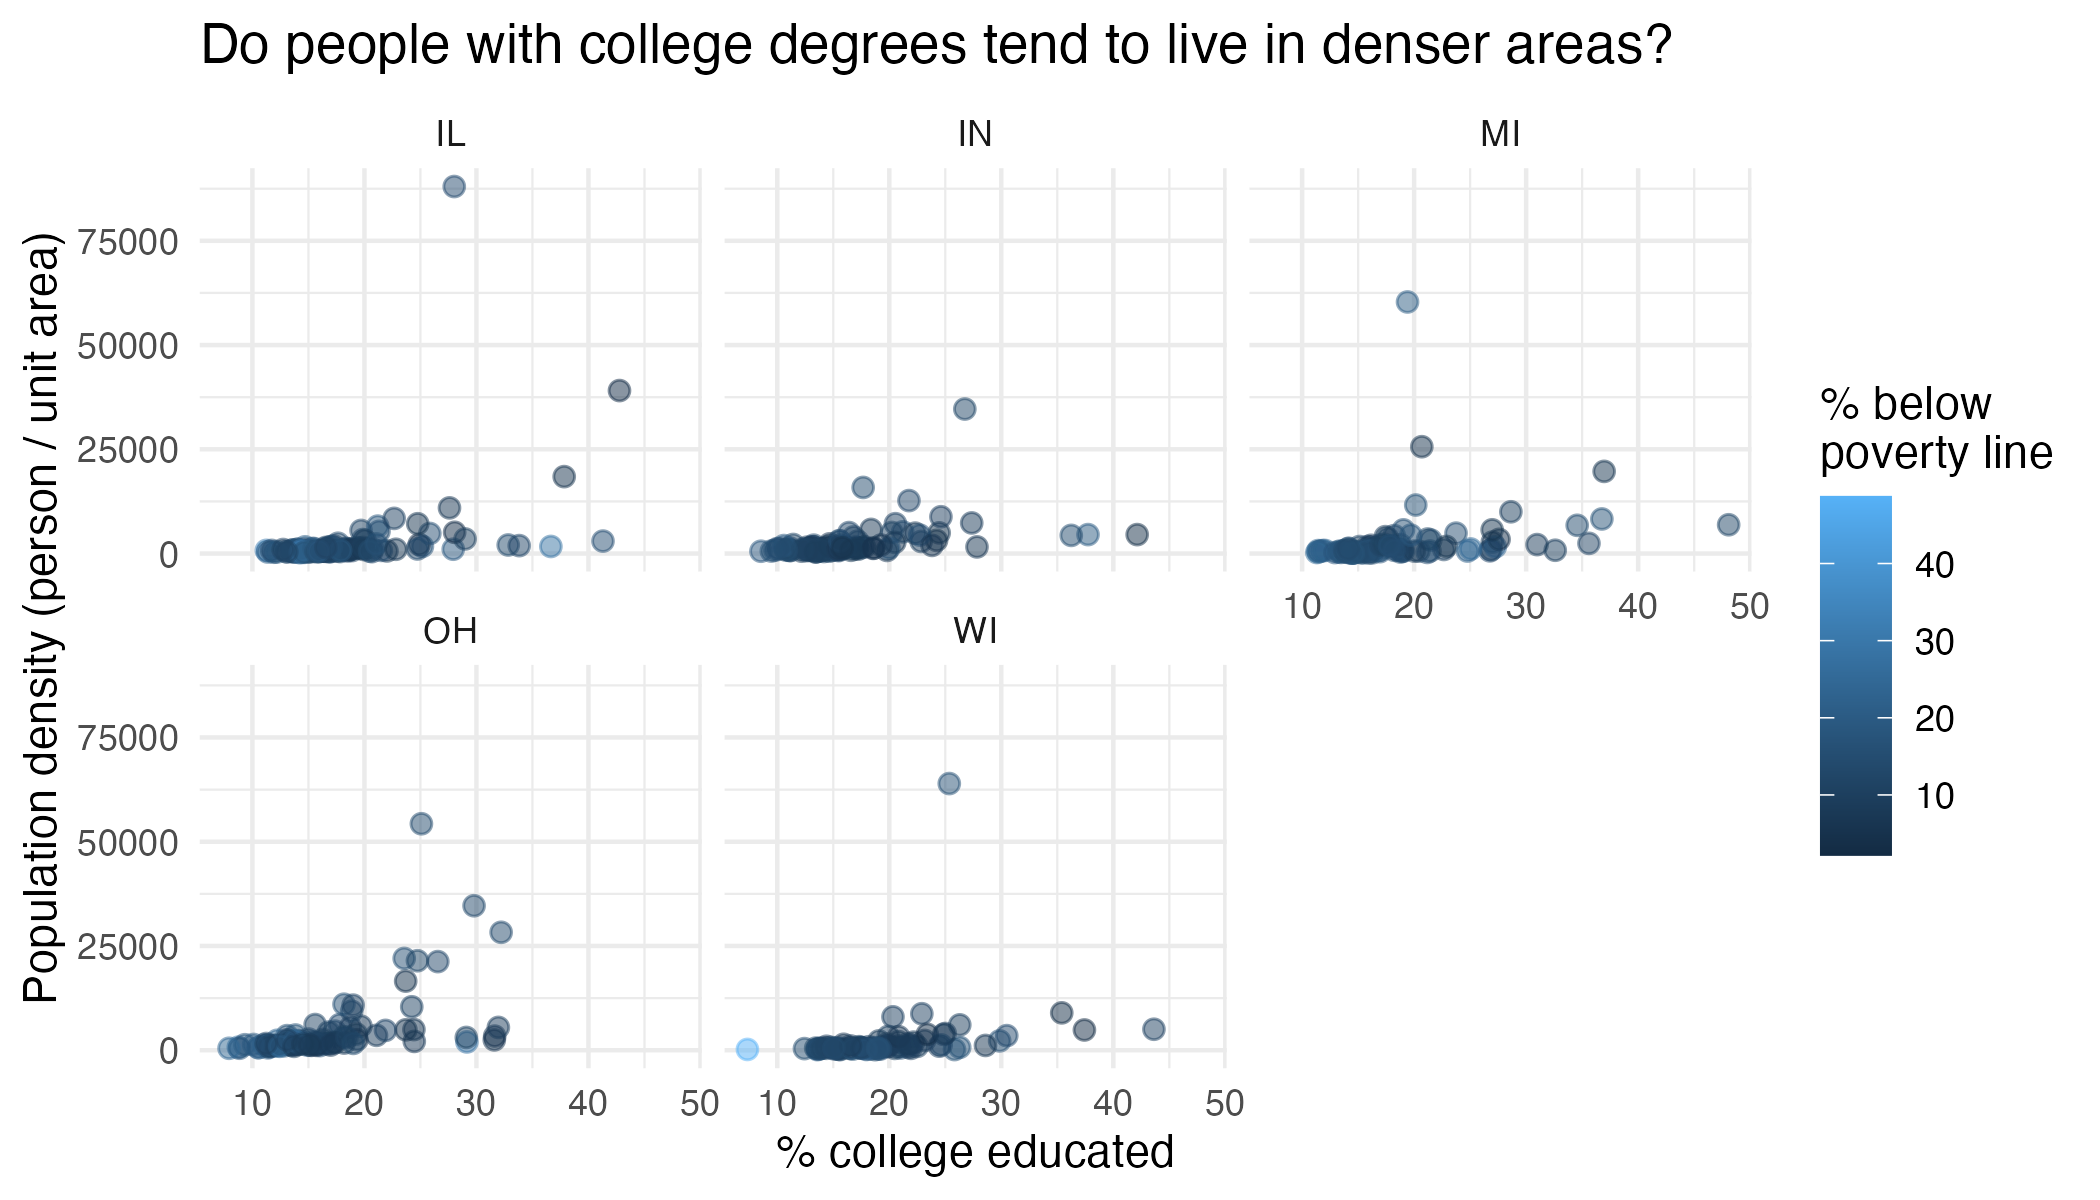 Do people with college degrees tend to live in denser areas?
IL
IN
MI
75000
50000
25000
0
10 20 30 40 50
OH
WI
75000
50000
25000
0
10 20 30 40 50
10 20 30 40 50
% college educated
Population density (person / unit area)
% below
poverty line
40
30
20
10